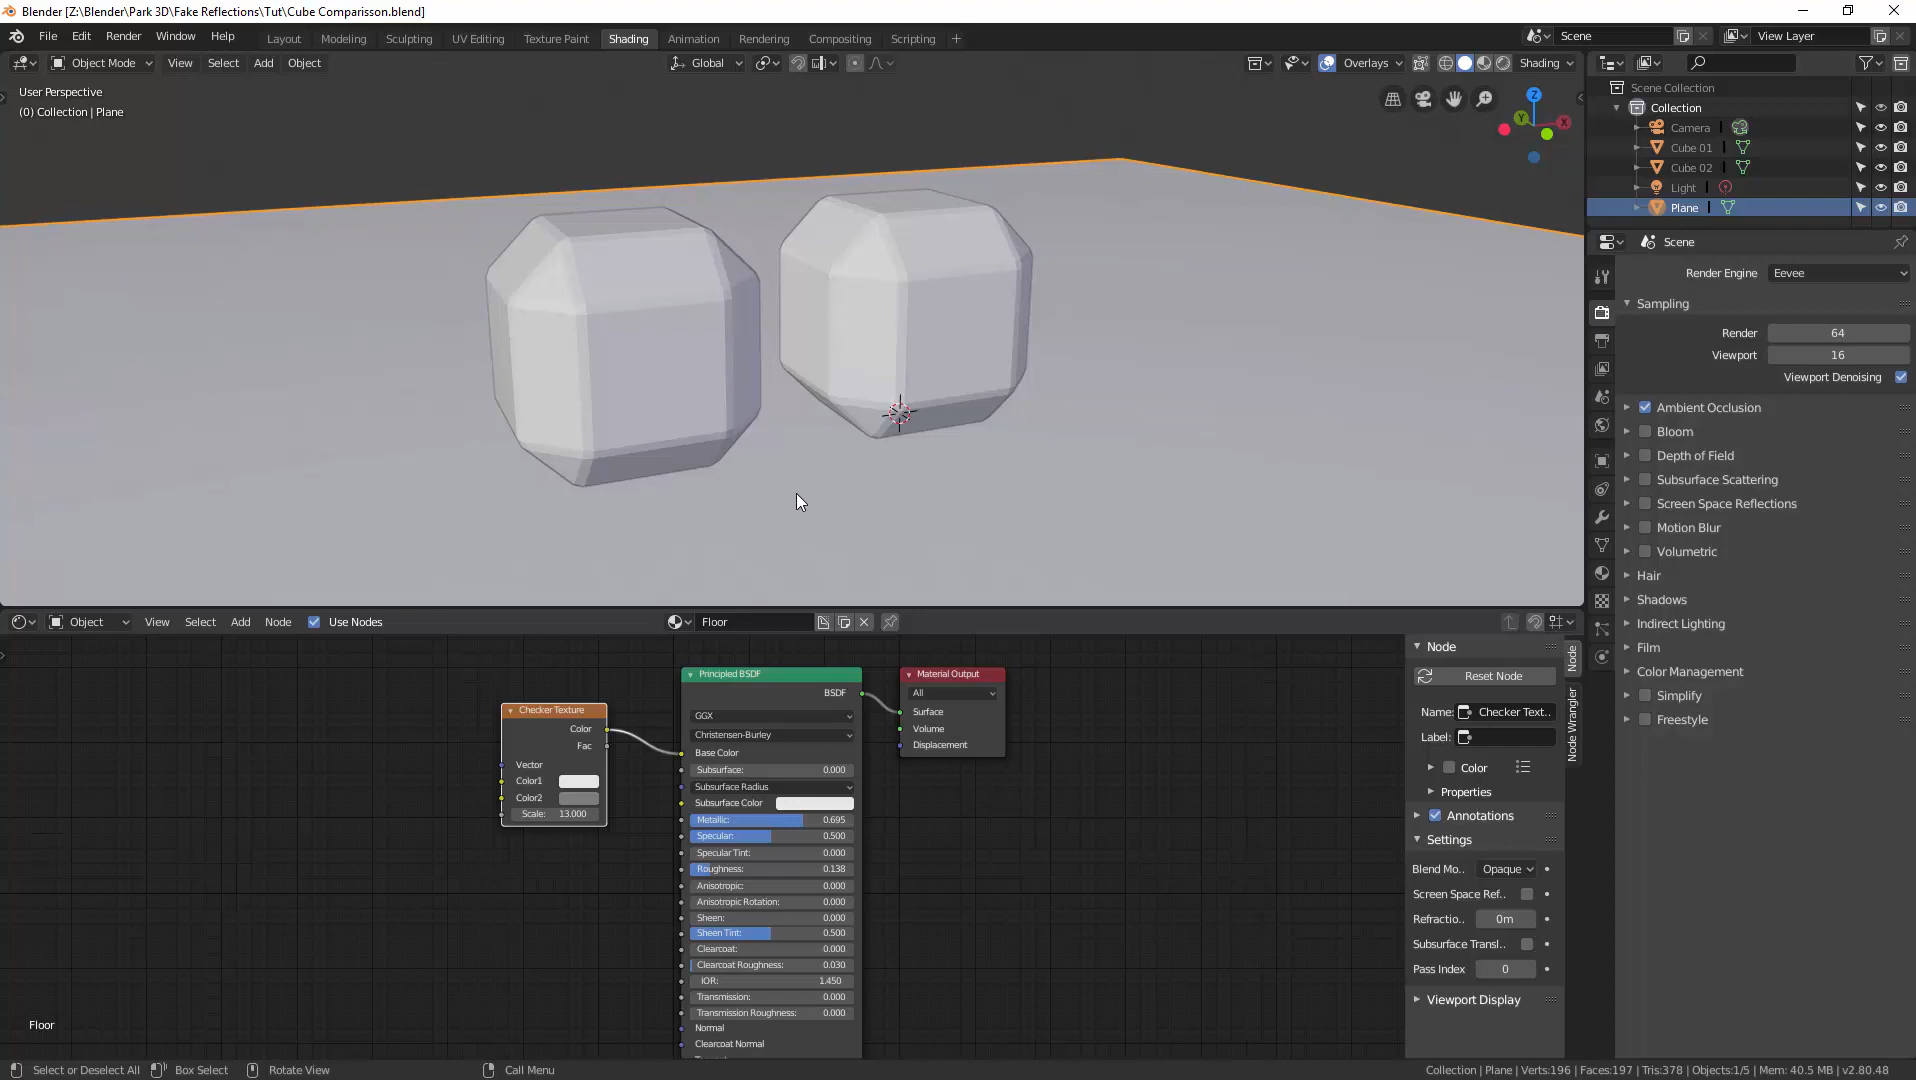 Blender [Z:\Blender\Park 3D\Fake Reflections\Tut\Cube Comparisson.blend]
File Edit Render Window Help Layout Modeling Sculpting UV Editing Texture Paint Shading Animation Rendering Compositing Scripting + Scene View Layer
Object Mode View Select Add Object Global Overlays Shading
User Perspective
(0) Collection | Plane
Z
Y
X
Scene Collection
Collection
Camera
Cube 01
Cube 02
Light
Plane
Scene
Render Engine Eevee
Sampling
Render 64
Viewport 16
Viewport Denoising
Ambient Occlusion
Bloom
Depth of Field
Subsurface Scattering
Screen Space Reflections
Motion Blur
Volumetric
Hair
Shadows
Indirect Lighting
Film
Color Management
Simplify
Freestyle
Object View Select Add Node Use Nodes Floor
Checker Texture
Color
Fac
Vector
Color1
Color2
Scale: 13.000
Principled BSDF
BSDF
GGX
Christensen-Burley
Base Color
Subsurface: 0.000
Subsurface Radius
Subsurface Color
Metallic: 0.695
Specular: 0.500
Specular Tint: 0.000
Roughness: 0.138
Anisotropic: 0.000
Anisotropic Rotation: 0.000
Sheen: 0.000
Sheen Tint: 0.500
Clearcoat: 0.000
Clearcoat Roughness: 0.030
IOR: 1.450
Transmission: 0.000
Transmission Roughness: 0.000
Normal
Clearcoat Normal
Material Output
All
Surface
Volume
Displacement
Node
Reset Node
Name: Checker Text..
Label:
Color
Properties
Annotations
Settings
Blend Mo.. Opaque
Screen Space Ref..
Refractio.. 0m
Subsurface Transl..
Pass Index 0
Viewport Display
Node
Node Wrangler
Floor
Select or Deselect All Box Select Rotate View Call Menu Collection | Plane | Verts:196 | Faces:197 | Tris:378 | Objects:1/5 | Mem: 40.5 MB | v2.80.48